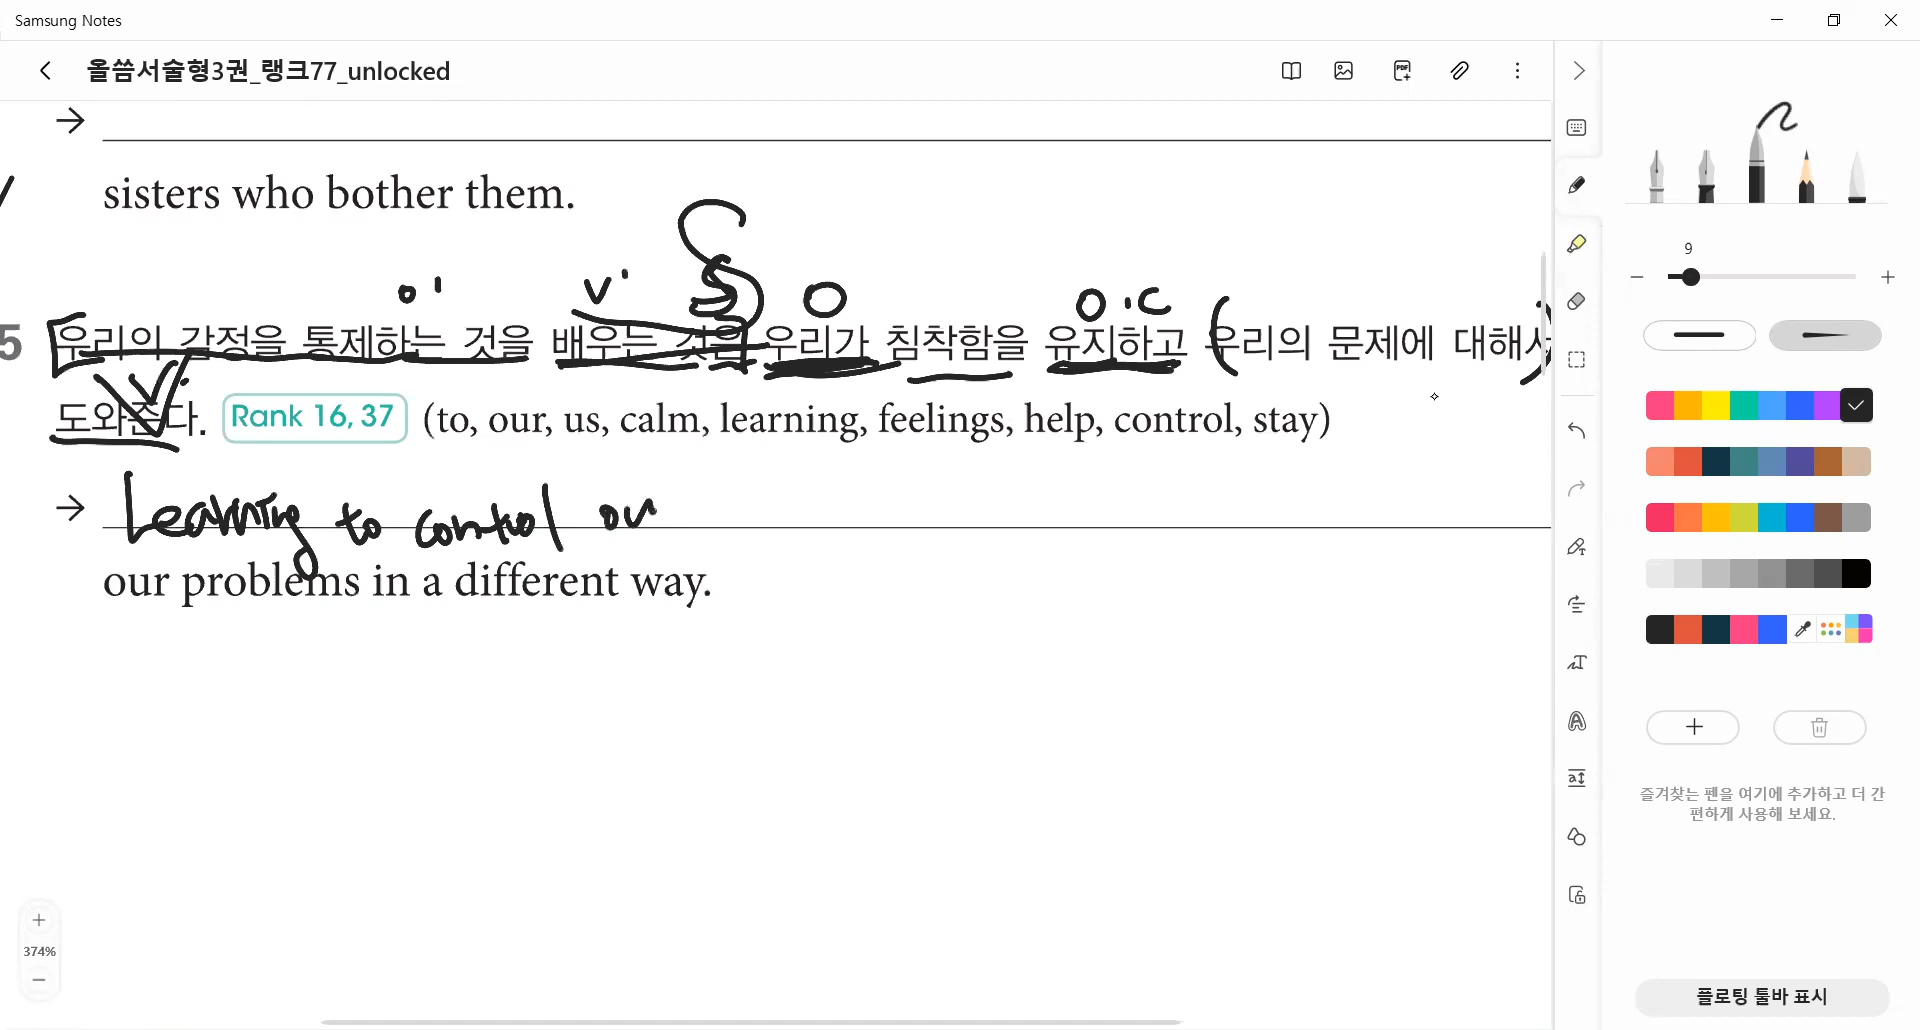 Samsung Notes
올씀서술형3권_랭크77_unlocked
→
sisters who bother them.
o' v' S O O.C
5 우리의 감정을 통제하는 것을 배우는 것은 우리가 침착함을 유지하고 우리의 문제에 대해서
도와준다. Rank 16, 37 (to, our, us, calm, learning, feelings, help, control, stay)
V
→ Learning to control our
our problems in a different way.
374%
9
즐겨찾는 펜을 여기에 추가하고 더 간
편하게 사용해 보세요.
플로팅 툴바 표시